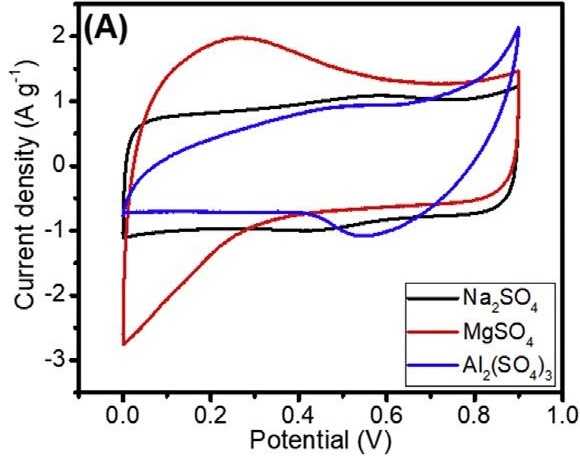 (A)
Current density (A g⁻¹)
2
1
0
-1
-2
-3
Na₂SO₄
MgSO₄
Al₂(SO₄)₃
0.0 0.2 0.4 0.6 0.8 1.0
Potential (V)